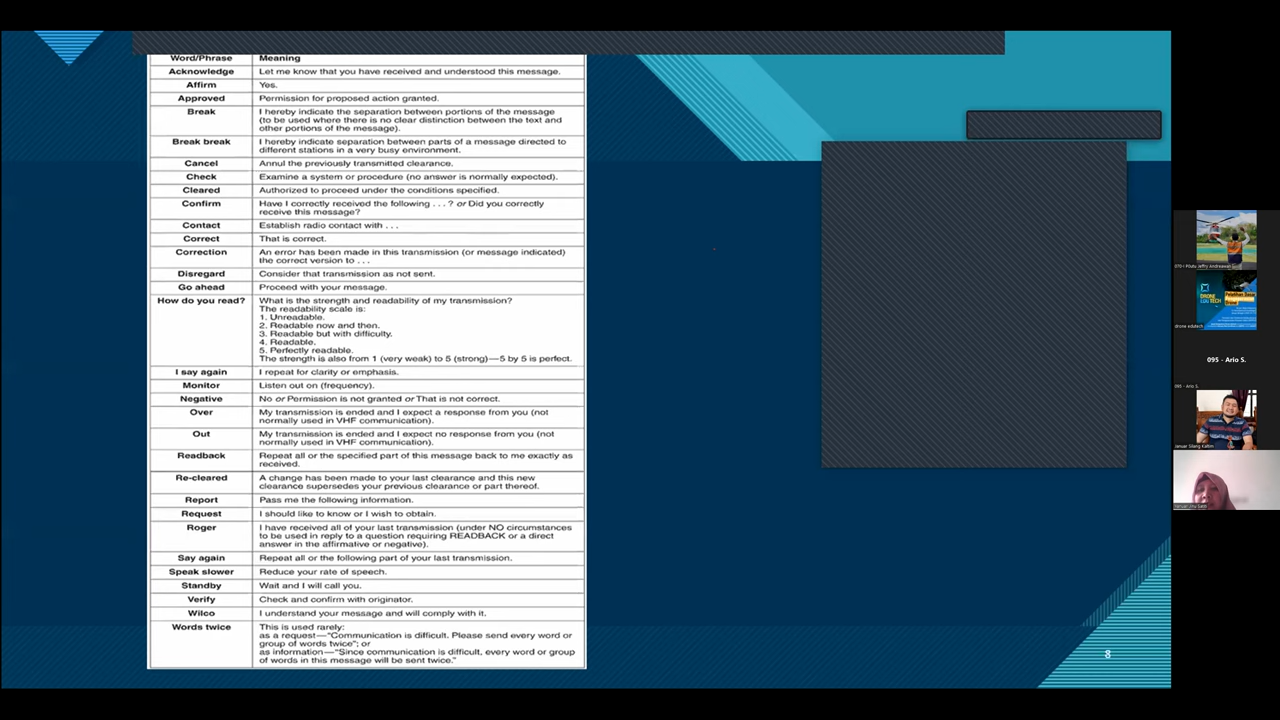 Word/Phrase Meaning
Acknowledge Let me know that you have received and understood this message.
Affirm Yes.
Approved Permission for proposed action granted.
Break I hereby indicate the separation between portions of the message
(to be used where there is no clear distinction between the text and
other portions of the message).
Break break I hereby indicate separation between parts of a message directed to
different stations in a very busy environment.
Cancel Annul the previously transmitted clearance.
Check Examine a system or procedure (no answer is normally expected).
Cleared Authorized to proceed under the conditions specified.
Confirm Have I correctly received the following . . . ? or Did you correctly
receive this message?
Contact Establish radio contact with . . .
Correct That is correct.
Correction An error has been made in this transmission (or message indicated)
the correct version to . . .
Disregard Consider that transmission as not sent.
Go ahead Proceed with your message.
How do you read? What is the strength and readability of my transmission?
The readability scale is:
1. Unreadable.
2. Readable now and then.
3. Readable but with difficulty.
4. Readable.
5. Perfectly readable.
The strength is also from 1 (very weak) to 5 (strong)—5 by 5 is perfect.
I say again I repeat for clarity or emphasis.
Monitor Listen out on (frequency).
Negative No or Permission is not granted or That is not correct.
Over My transmission is ended and I expect a response from you (not
normally used in VHF communication).
Out My transmission is ended and I expect no response from you (not
normally used in VHF communication).
Readback Repeat all or the specified part of this message back to me exactly as
received.
Re-cleared A change has been made to your last clearance and this new
clearance supersedes your previous clearance or part thereof.
Report Pass me the following information.
Request I should like to know or I wish to obtain.
Roger I have received all of your last transmission (under NO circumstances
to be used in reply to a question requiring READBACK or a direct
answer in the affirmative or negative).
Say again Repeat all or the following part of your last transmission.
Speak slower Reduce your rate of speech.
Standby Wait and I will call you.
Verify Check and confirm with originator.
Wilco I understand your message and will comply with it.
Words twice This is used rarely:
as a request—"Communication is difficult. Please send every word or
group of words twice"; or
as information—"Since communication is difficult, every word or group
of words in this message will be sent twice."
8
DRONE
EDUTECH
drone edutech
095 - Ario S.
095 - Ario S.